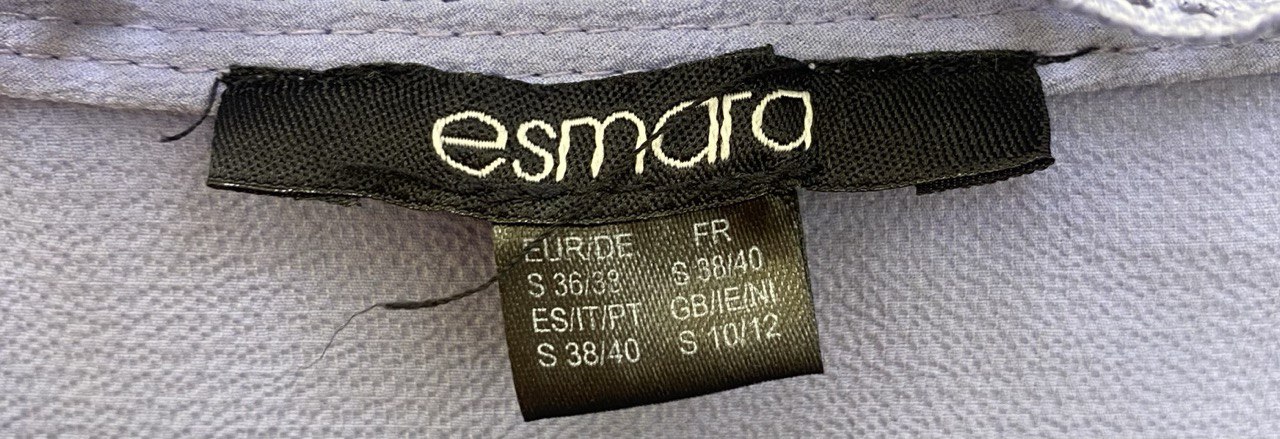 esmara
EUR/DE
S 36/38
ES/IT/PT
S 38/40
FR
S 38/40
GB/IE/NI
S 10/12